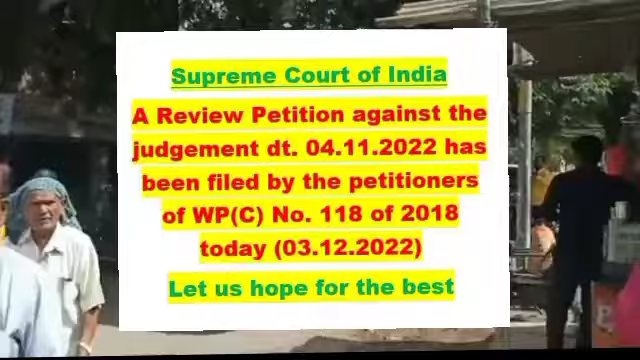 Supreme Court of India
A Review Petition against the
judgement dt. 04.11.2022 has
been filed by the petitioners
of WP(C) No. 118 of 2018
today (03.12.2022)
Let us hope for the best